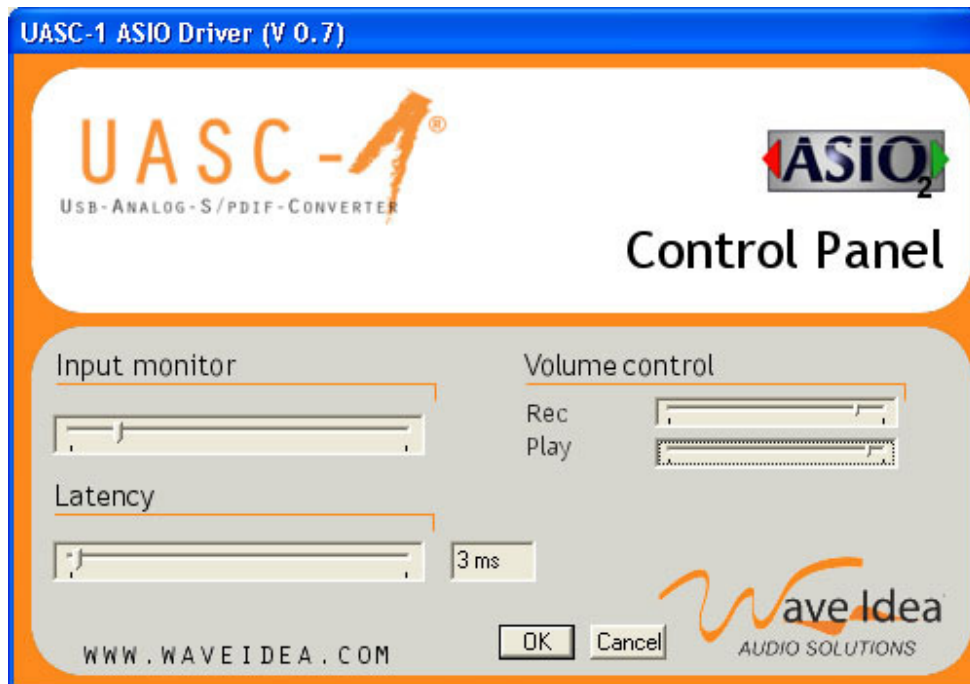 UASC-1 ASIO Driver (V 0.7)
UASC-1®
USB-ANALOG-S/PDIF-CONVERTER
ASIO2
Control Panel
Input monitor
Volume control
Rec
Play
Latency
3 ms
Wave Idea
AUDIO SOLUTIONS
OK
Cancel
WWW.WAVEIDEA.COM